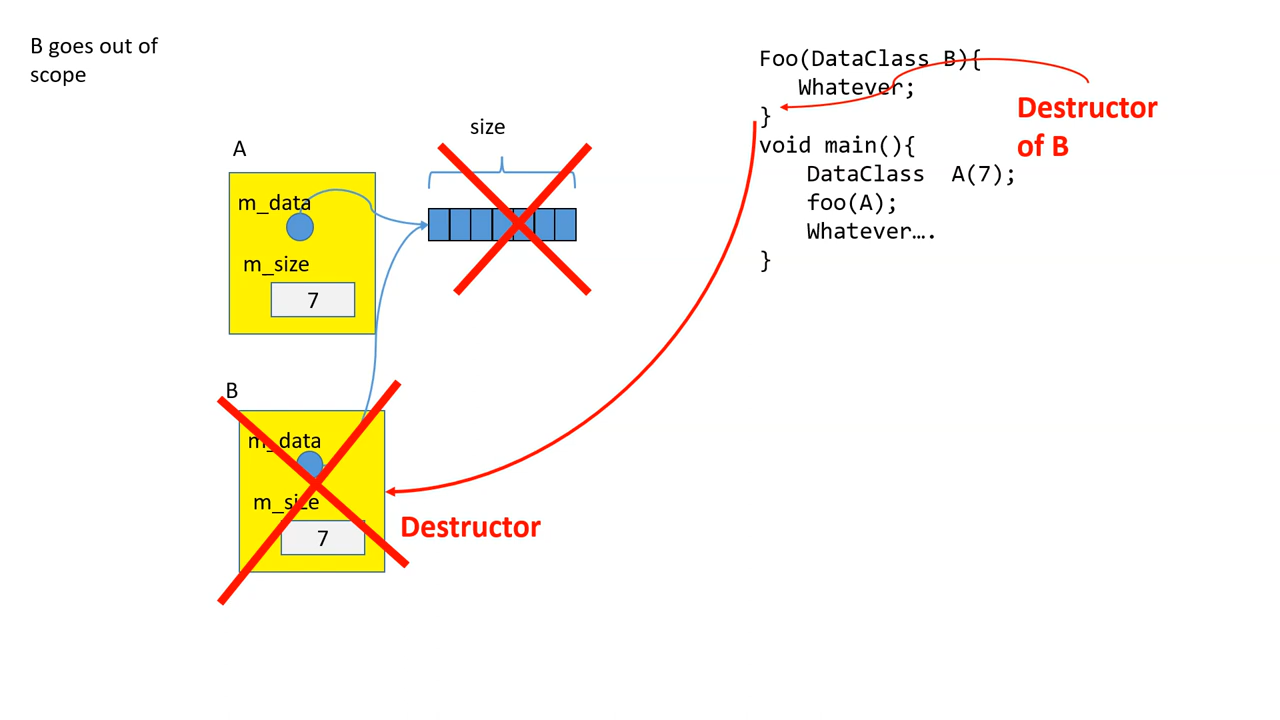 B goes out of
scope
size
A
m_data
m_size
7
B
m_data
m_size
7
Destructor
Foo(DataClass B){
Whatever;
}
void main(){
DataClass A(7);
foo(A);
Whatever….
}
Destructor
of B